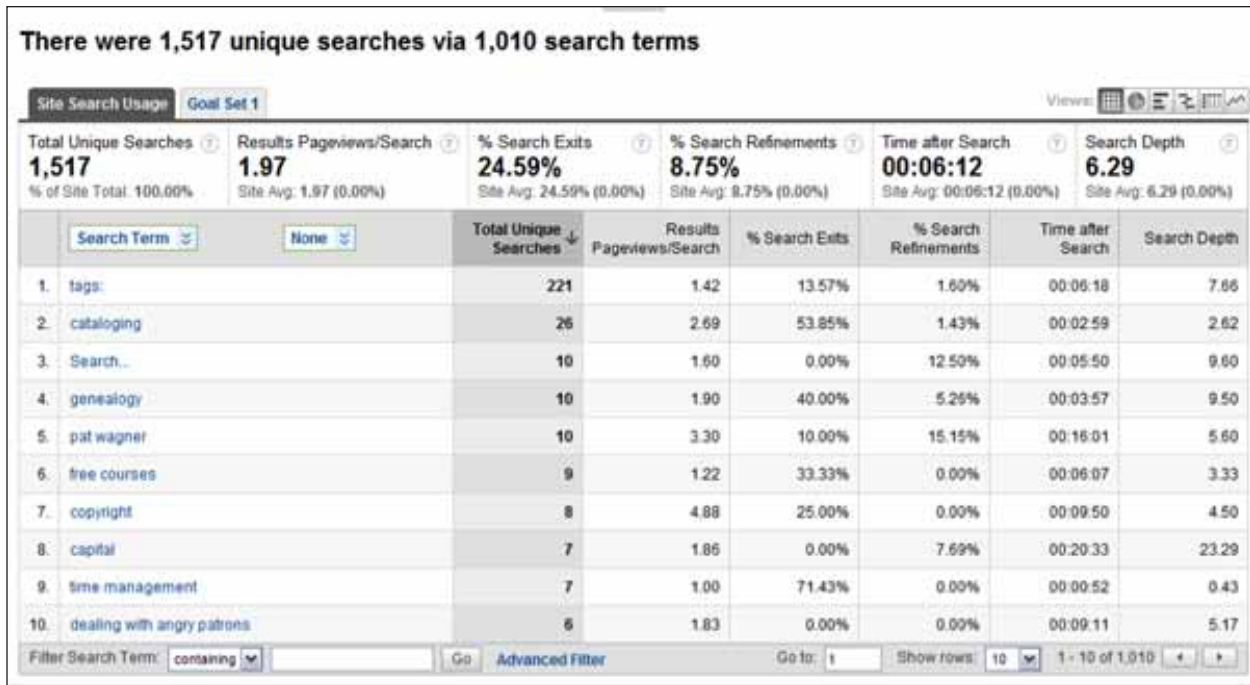 There were 1,517 unique searches via 1,010 search terms
Site Search Usage Goal Set 1 Views:
Total Unique Searches ? Results Pageviews/Search ? % Search Exits ? % Search Refinements ? Time after Search ? Search Depth ?
1,517 1.97 24.59% 8.75% 00:06:12 6.29
% of Site Total: 100.00% Site Avg: 1.97 (0.00%) Site Avg: 24.59% (0.00%) Site Avg: 8.75% (0.00%) Site Avg: 00:06:12 (0.00%) Site Avg: 6.29 (0.00%)
Search Term None Total Unique Searches Results Pageviews/Search % Search Exits % Search Refinements Time after Search Search Depth
1. tags: 221 1.42 13.57% 1.60% 00:06:18 7.66
2. cataloging 26 2.69 53.85% 1.43% 00:02:59 2.62
3. Search... 10 1.60 0.00% 12.50% 00:05:50 9.60
4. genealogy 10 1.90 40.00% 5.26% 00:03:57 9.50
5. pat wagner 10 3.30 10.00% 15.15% 00:16:01 5.60
6. free courses 9 1.22 33.33% 0.00% 00:06:07 3.33
7. copyright 8 4.88 25.00% 0.00% 00:09:50 4.50
8. capital 7 1.86 0.00% 7.69% 00:20:33 23.29
9. time management 7 1.00 71.43% 0.00% 00:00:52 0.43
10. dealing with angry patrons 6 1.83 0.00% 0.00% 00:09:11 5.17
Filter Search Term: containing Go Advanced Filter Go to: 1 Show rows: 10 1 - 10 of 1,010